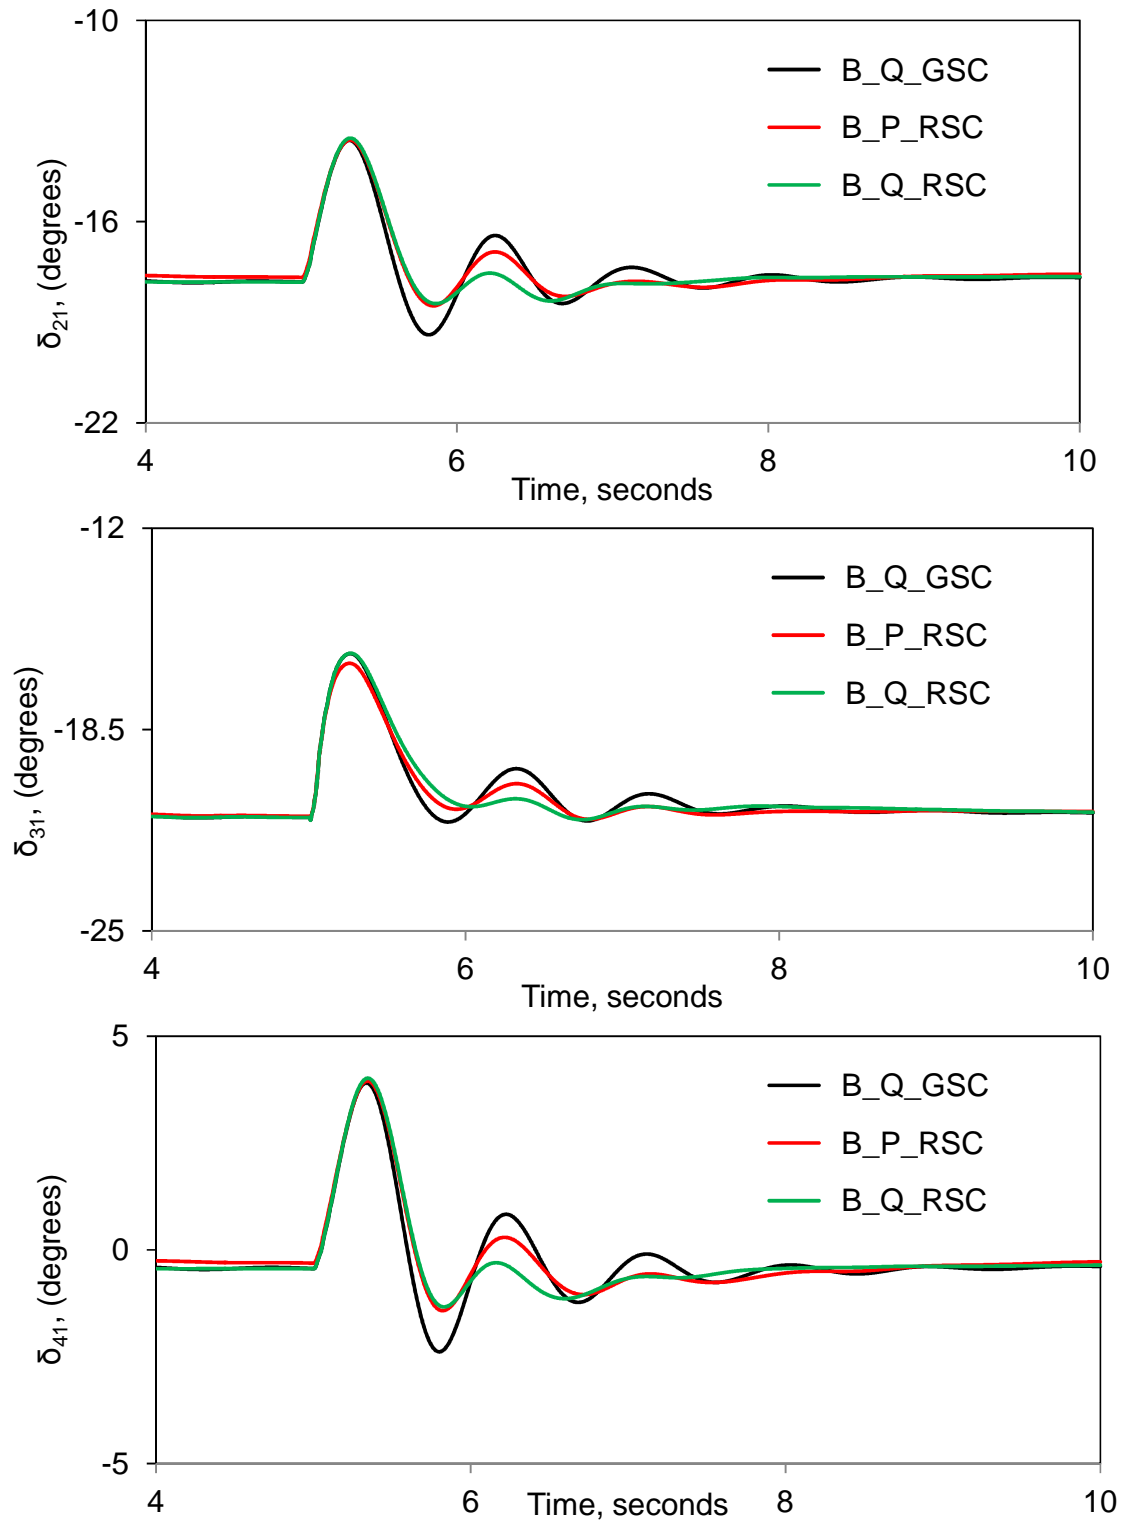 -10
B_Q_GSC
B_P_RSC
B_Q_RSC
-16
δ21, (degrees)
-22
4 6 8 10
Time, seconds
-12
B_Q_GSC
B_P_RSC
B_Q_RSC
-18.5
δ31, (degrees)
-25
4 6 8 10
Time, seconds
5
B_Q_GSC
B_P_RSC
B_Q_RSC
0
δ41, (degrees)
-5
4 6 8 10
Time, seconds